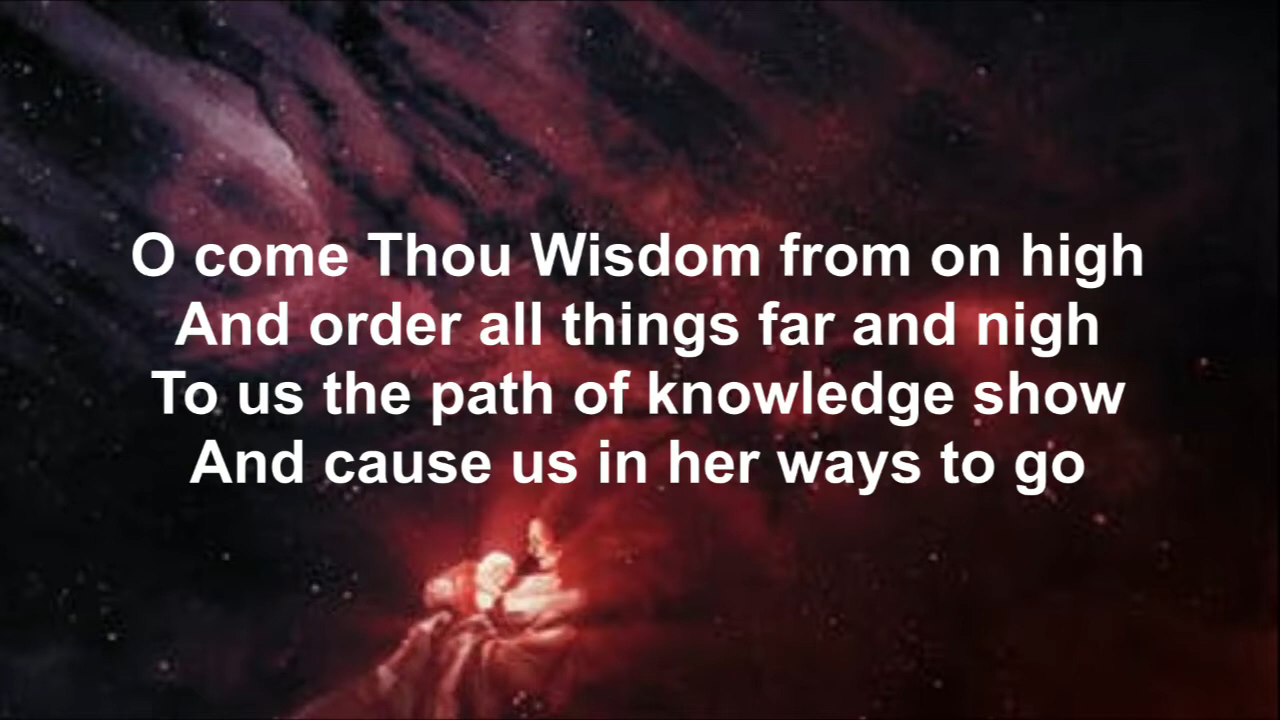 O come Thou Wisdom from on high
And order all things far and nigh
To us the path of knowledge show
And cause us in her ways to go